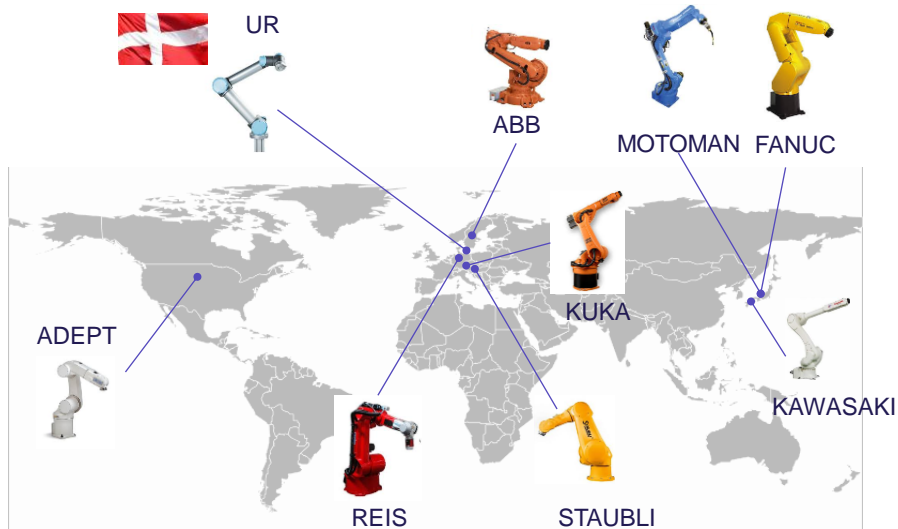 UR
ABB
MOTOMAN
FANUC
KUKA
ADEPT
KAWASAKI
REIS
STAUBLI